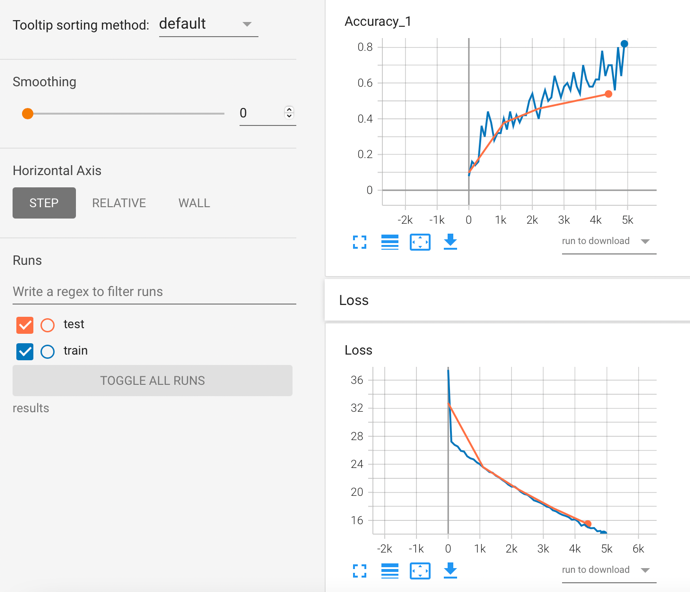 Tooltip sorting method: default
Smoothing
0
Horizontal Axis
STEP RELATIVE WALL
Runs
Write a regex to filter runs
test
train
TOGGLE ALL RUNS
results
Accuracy_1
0.8
0.6
0.4
0.2
0
-2k -1k 0 1k 2k 3k 4k 5k
run to download
Loss
Loss
36
32
28
24
20
16
-2k -1k 0 1k 2k 3k 4k 5k 6k
run to download